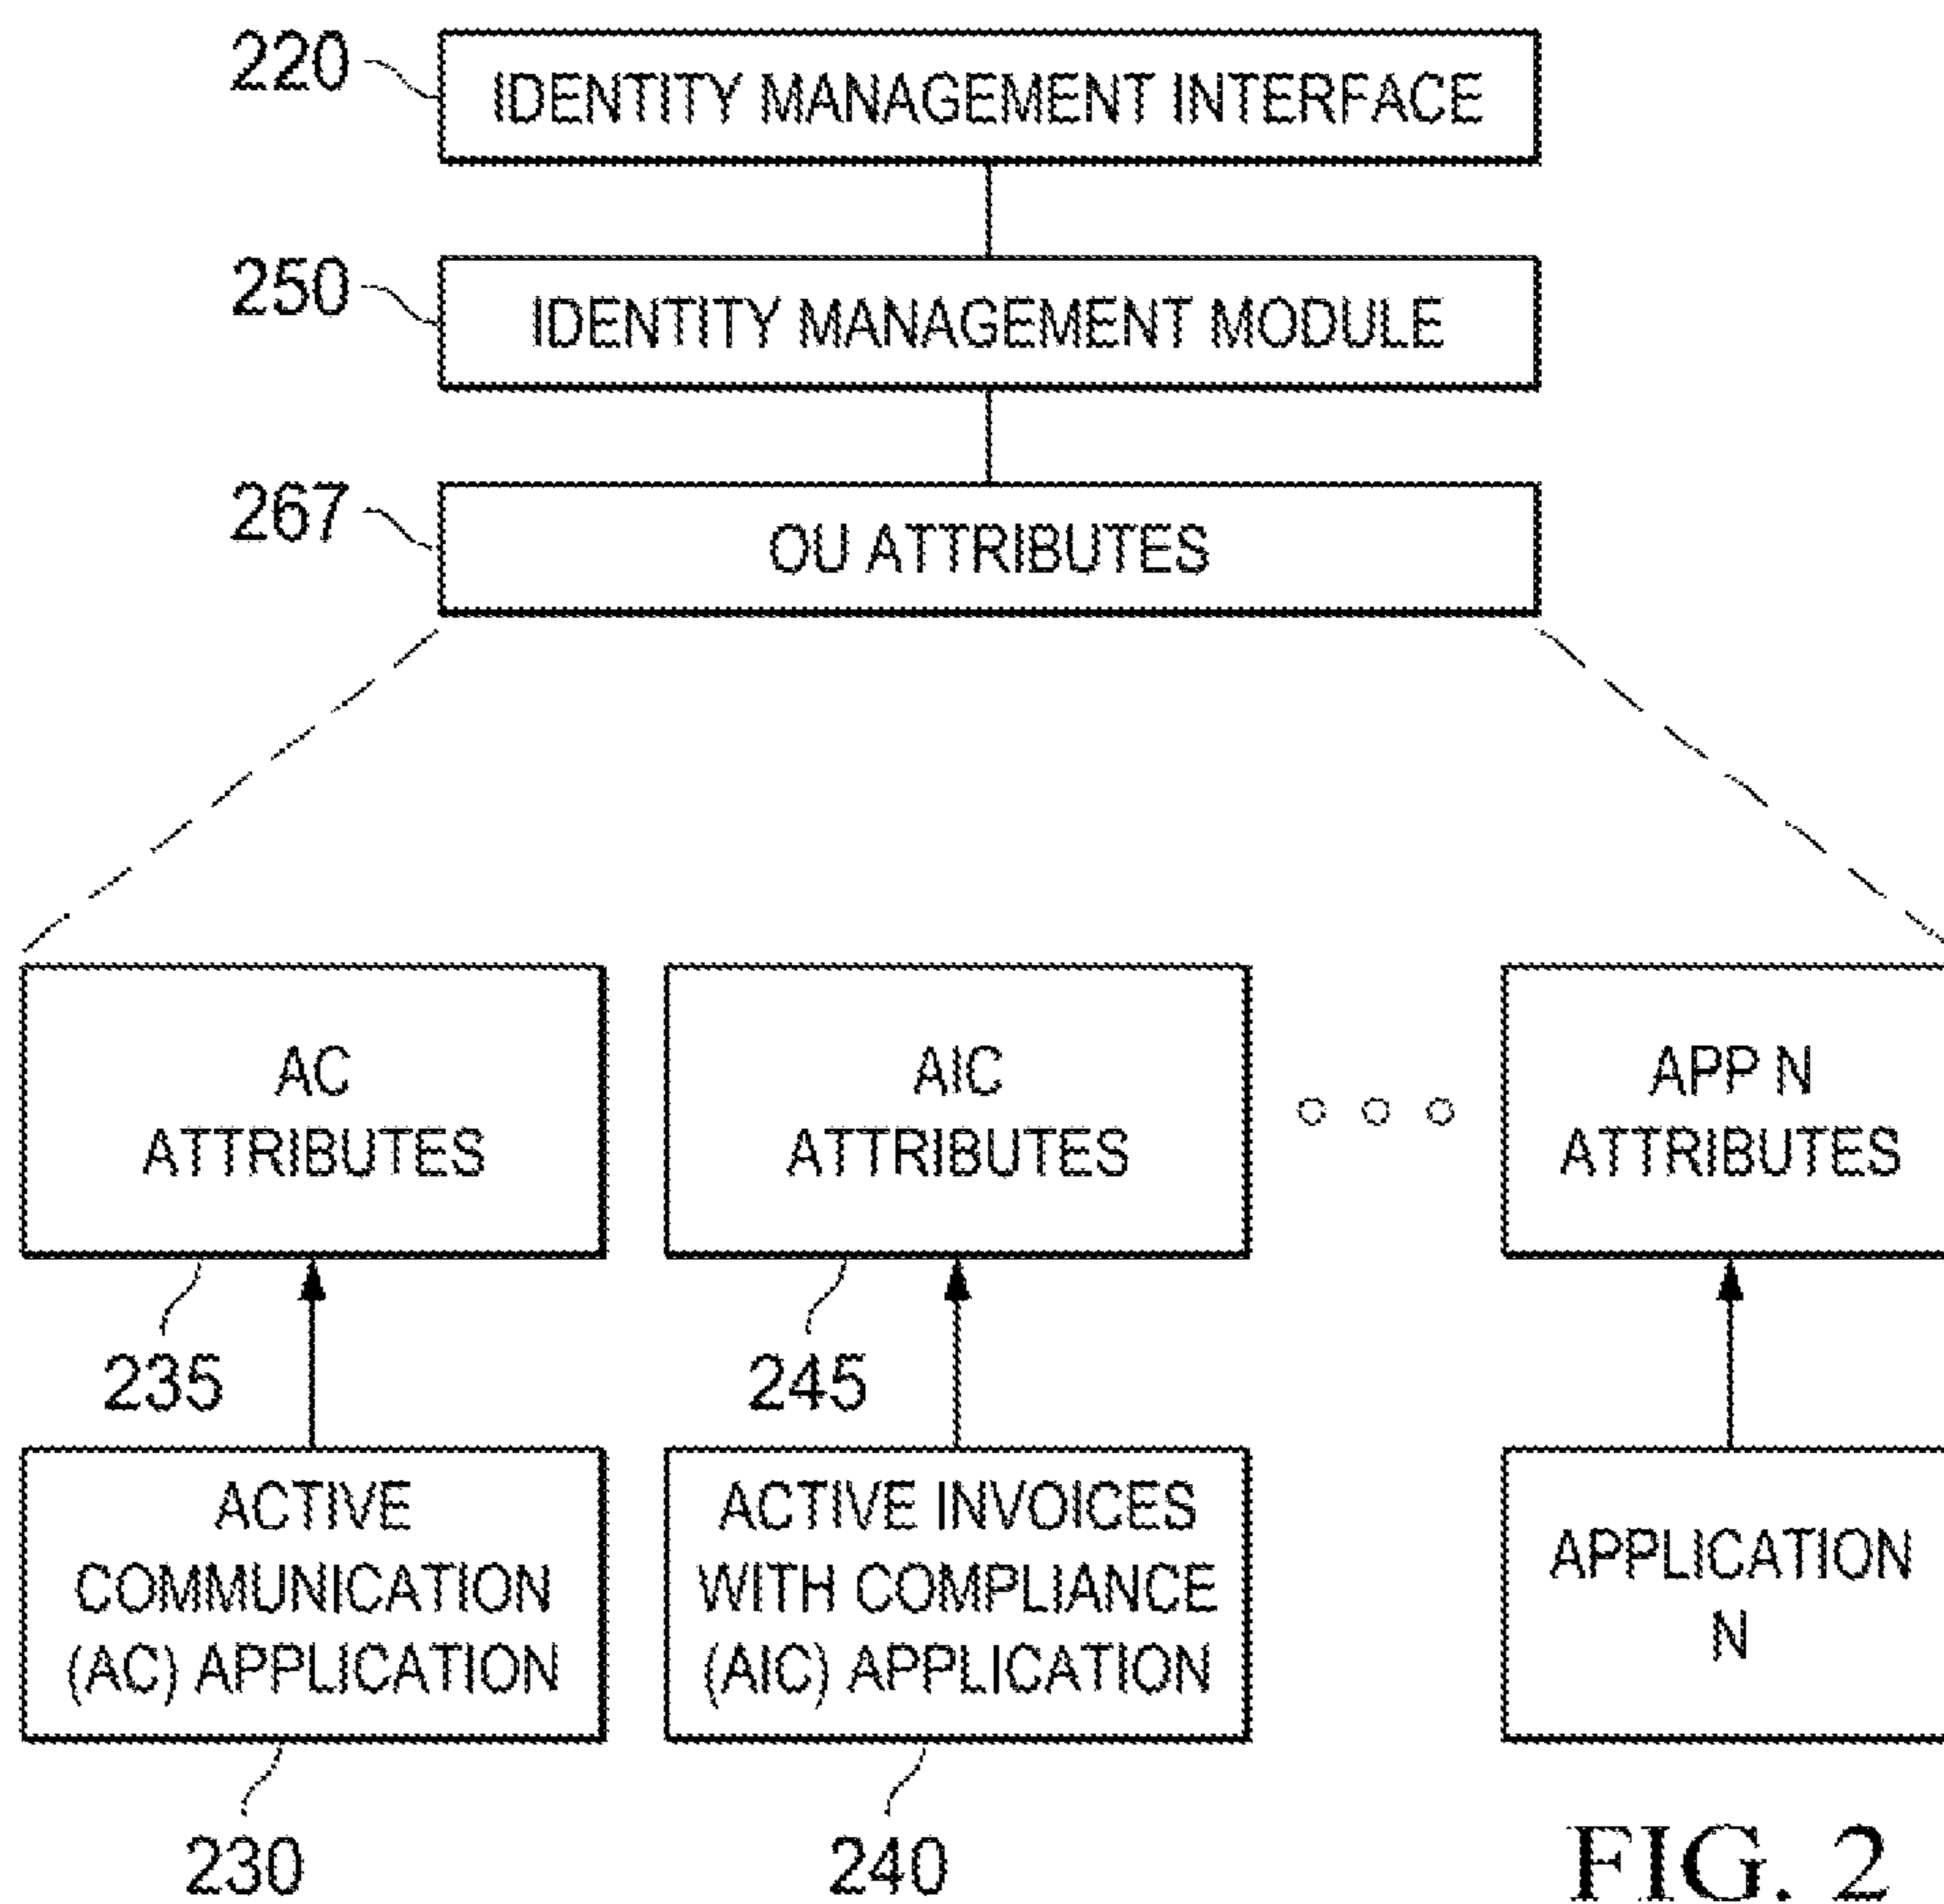 220
IDENTITY MANAGEMENT INTERFACE
250
IDENTITY MANAGEMENT MODULE
267
OU ATTRIBUTES
AC
ATTRIBUTES
AIC
ATTRIBUTES
APP N
ATTRIBUTES
235
245
ACTIVE
COMMUNICATION
(AC) APPLICATION
ACTIVE INVOICES
WITH COMPLIANCE
(AIC) APPLICATION
APPLICATION
N
230
240
FIG. 2